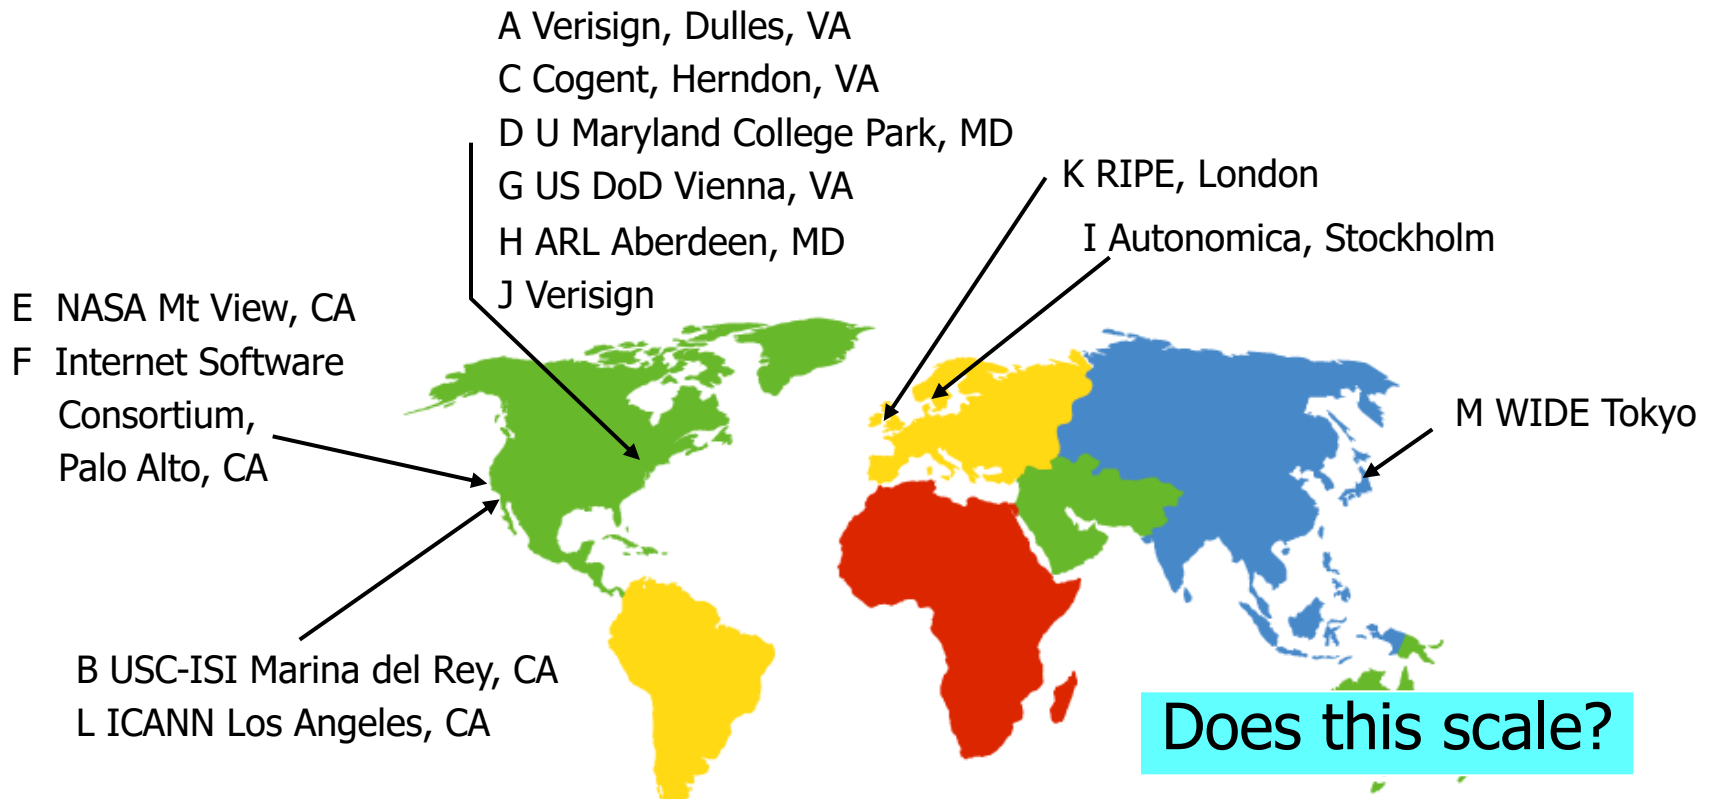 A Verisign, Dulles, VA
C Cogent, Herndon, VA
D U Maryland College Park, MD
G US DoD Vienna, VA
H ARL Aberdeen, MD
J Verisign
K RIPE, London
I Autonomica, Stockholm
E NASA Mt View, CA
F Internet Software
Consortium,
Palo Alto, CA
M WIDE Tokyo
B USC-ISI Marina del Rey, CA
L ICANN Los Angeles, CA
Does this scale?